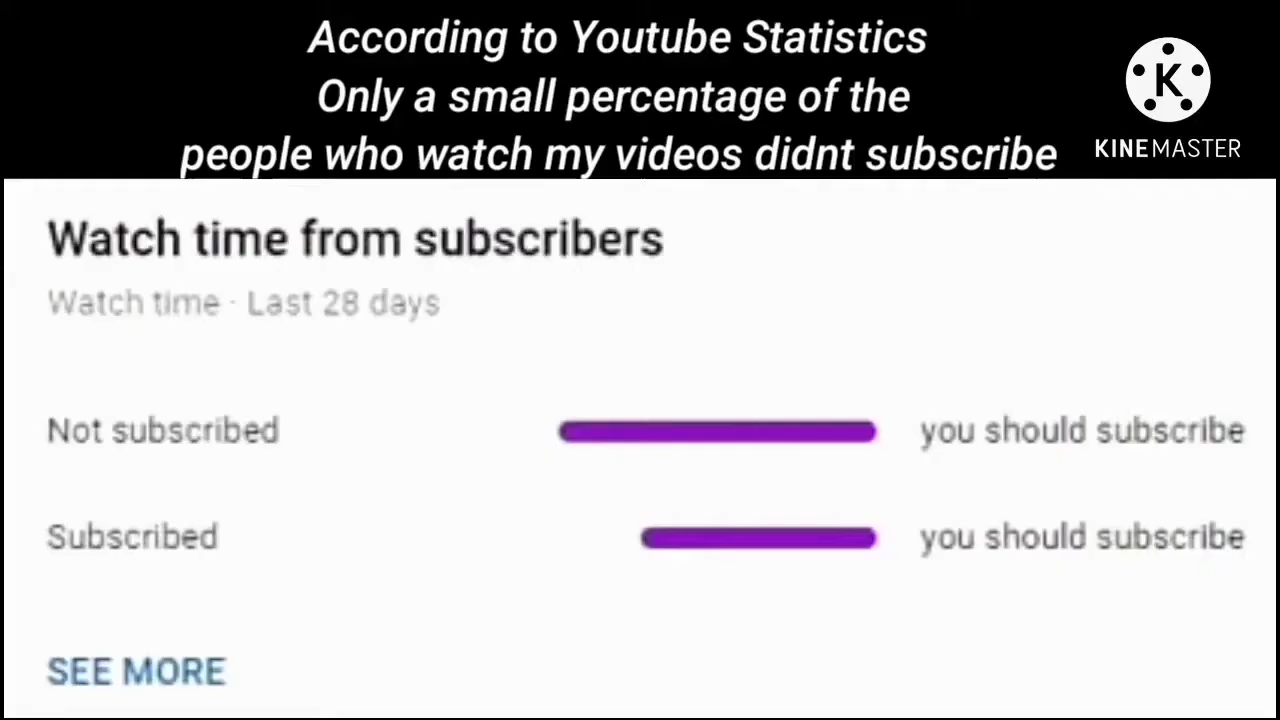 According to Youtube Statistics
Only a small percentage of the
people who watch my videos didnt subscribe
K
KINEMASTER
Watch time from subscribers
Watch time · Last 28 days
Not subscribed you should subscribe
Subscribed you should subscribe
SEE MORE